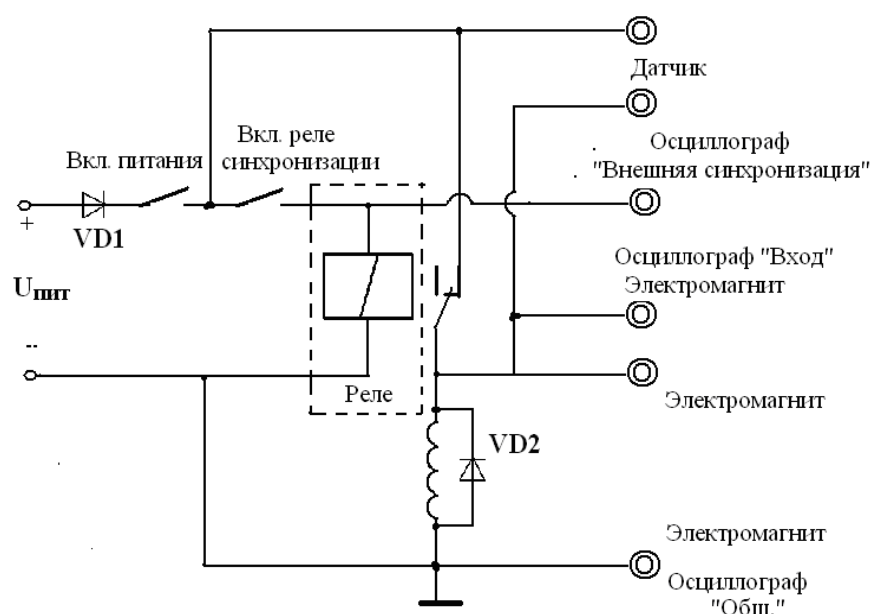 Датчик
Вкл. реле
синхронизации
Вкл. питания
Осциллограф
"Внешняя синхронизация"
+
VD1
Uпит
Осциллограф "Вход"
Электромагнит
--
Реле
Электромагнит
VD2
Электромагнит
Осциллограф
"Общ."